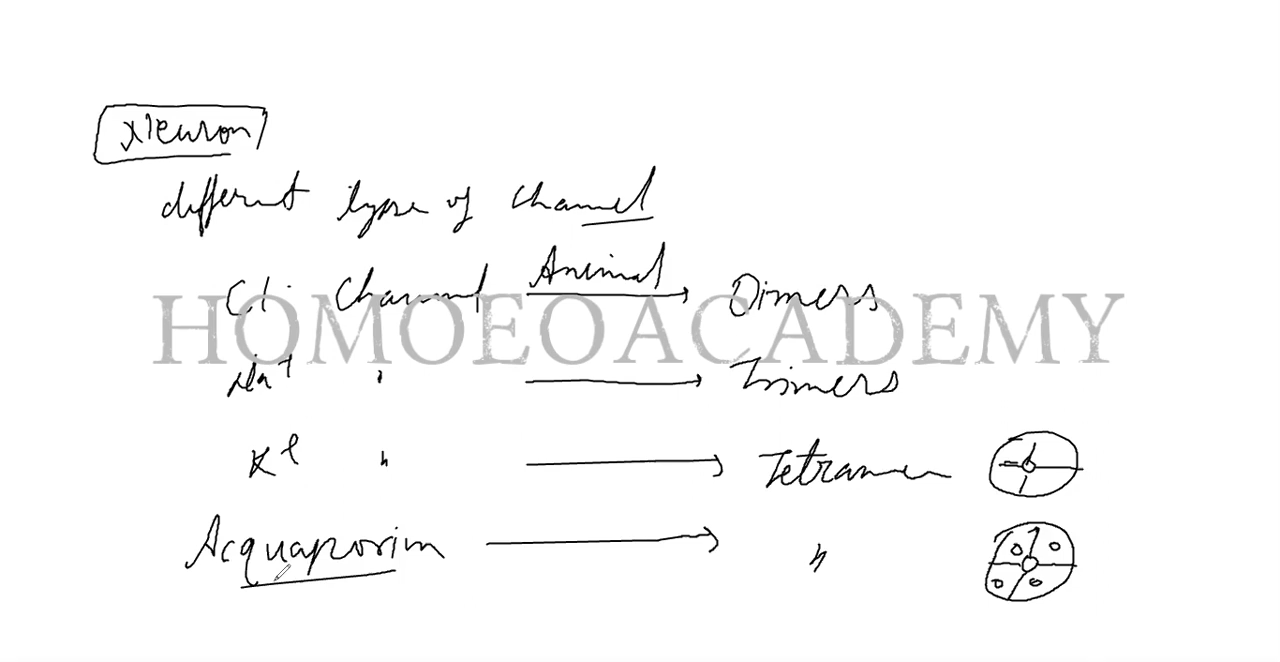 Neuron
different type of channel
Cl- Channel Animal Dimers
HOMOEOACADEMY
Na+ " Trimers
K+ " Tetramer
Acquaporin "